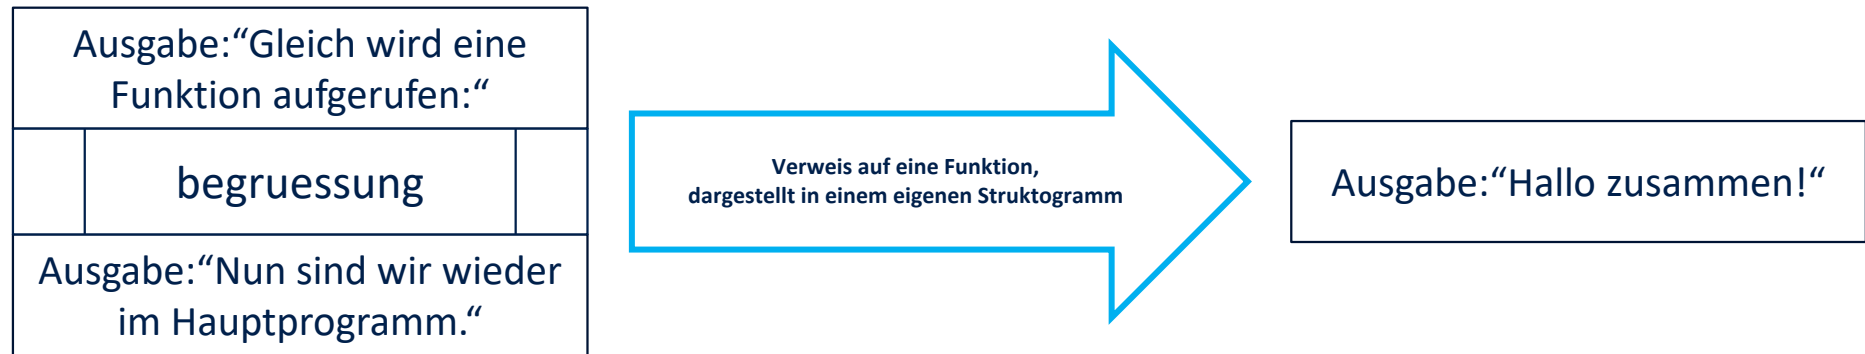 Ausgabe:“Gleich wird eine
Funktion aufgerufen:“
begruessung
Ausgabe:“Nun sind wir wieder
im Hauptprogramm.“
Verweis auf eine Funktion,
dargestellt in einem eigenen Struktogramm
Ausgabe:“Hallo zusammen!“